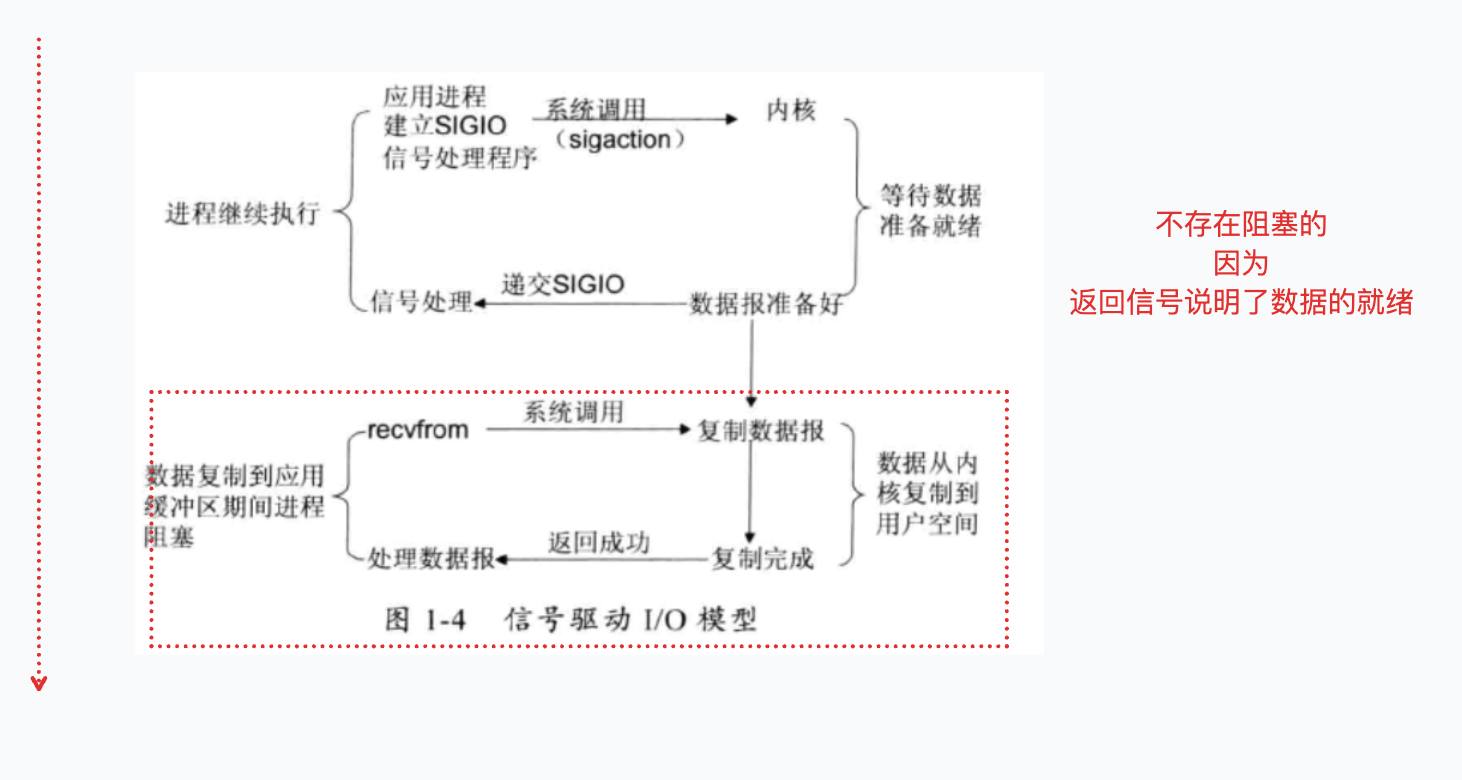 应用进程
建立SIGIO
信号处理程序
系统调用
（sigaction）
内核
进程继续执行
等待数据
准备就绪
不存在阻塞的
因为
返回信号说明了数据的就绪
信号处理
递交SIGIO
数据报准备好
recvfrom
系统调用
复制数据报
数据复制到应用
缓冲区期间进程
阻塞
数据从内
核复制到
用户空间
处理数据报
返回成功
复制完成
图 1-4 信号驱动 I/O 模型